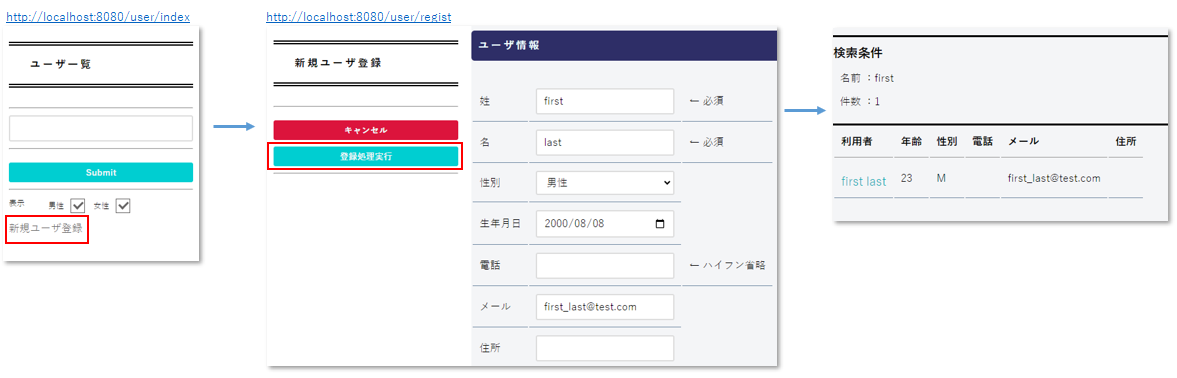 http://localhost:8080/user/index
ユーザ一覧
Submit
表示 男性 女性
新規ユーザ登録
http://localhost:8080/user/regist
新規ユーザ登録
キャンセル
登録処理実行
ユーザ情報
姓 first ← 必須
名 last ← 必須
性別 男性
生年月日 2000/08/08
電話 ← ハイフン省略
メール first_last@test.com
住所
検索条件
名前 : first
件数 : 1
利用者 年齢 性別 電話 メール 住所
first last 23 M first_last@test.com